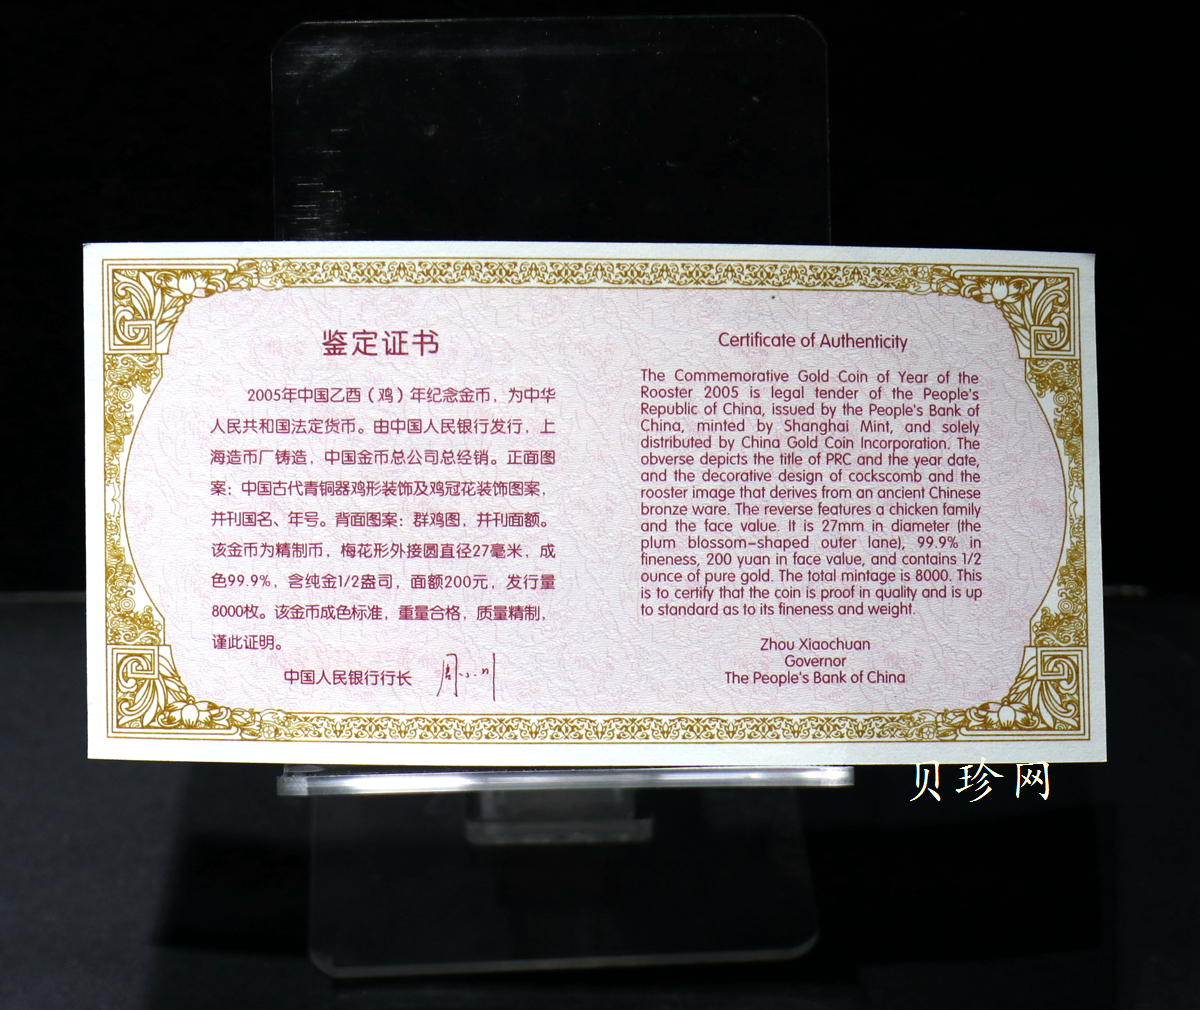 鉴定证书
2005年中国乙酉（鸡）年纪念金币，为中华
人民共和国法定货币。由中国人民银行发行，上
海造币厂铸造，中国金币总公司总经销。正面图
案：中国古代青铜器鸡形装饰及鸡冠花装饰图案，
并刊国名、年号。背面图案：群鸡图，并刊面额。
该金币为精制币，梅花形外接圆直径27毫米，成
色99.9%，含纯金1/2盎司，面额200元，发行量
8000枚。该金币成色标准，重量合格，质量精制，
谨此证明。
中国人民银行行长 周小川
Certificate of Authenticity
The Commemorative Gold Coin of Year of the
Rooster 2005 is legal tender of the People's
Republic of China, issued by the People's Bank of
China, minted by Shanghai Mint, and solely
distributed by China Gold Coin Incorporation. The
obverse depicts the title of PRC and the year date,
and the decorative design of cockscomb and the
rooster image that derives from an ancient Chinese
bronze ware. The reverse features a chicken family
and the face value. It is 27mm in diameter (the
plum blossom-shaped outer lane), 99.9% in
fineness, 200 yuan in face value, and contains 1/2
ounce of pure gold. The total mintage is 8000. This
is to certify that the coin is proof in quality and is up
to standard as to its fineness and weight.
Zhou Xiaochuan
Governor
The People's Bank of China
贝珍网